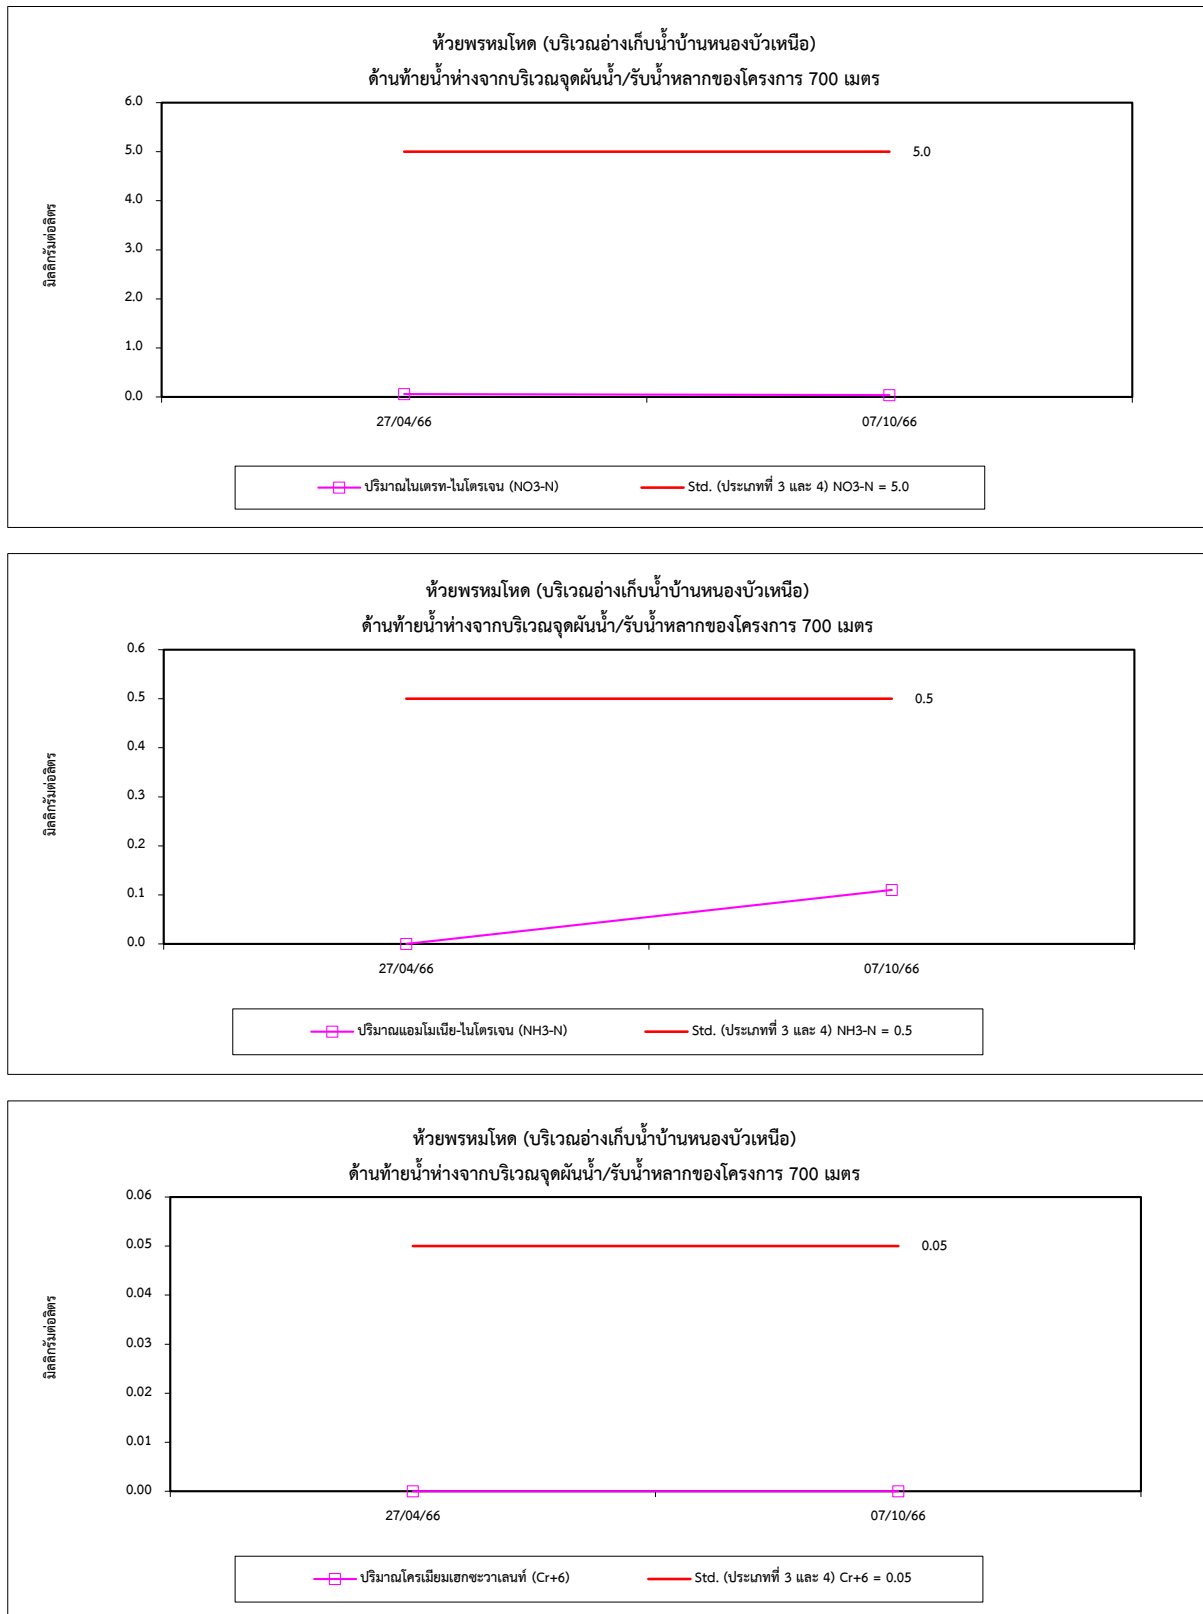 ห้วยพรหมโหด (บริเวณอ่างเก็บน้ำบ้านหนองบัวเหนือ)
ด้านท้ายน้ำห่างจากบริเวณจุดผันน้ำ/รับน้ำหลากของโครงการ 700 เมตร
มิลลิกรัมต่อลิตร
6.0
5.0
4.0
3.0
2.0
1.0
0.0
5.0
27/04/66
07/10/66
ปริมาณไนเตรท-ไนโตรเจน (NO3-N)
Std. (ประเภทที่ 3 และ 4) NO3-N = 5.0
ห้วยพรหมโหด (บริเวณอ่างเก็บน้ำบ้านหนองบัวเหนือ)
ด้านท้ายน้ำห่างจากบริเวณจุดผันน้ำ/รับน้ำหลากของโครงการ 700 เมตร
มิลลิกรัมต่อลิตร
0.6
0.5
0.4
0.3
0.2
0.1
0.0
0.5
27/04/66
07/10/66
ปริมาณแอมโมเนีย-ไนโตรเจน (NH3-N)
Std. (ประเภทที่ 3 และ 4) NH3-N = 0.5
ห้วยพรหมโหด (บริเวณอ่างเก็บน้ำบ้านหนองบัวเหนือ)
ด้านท้ายน้ำห่างจากบริเวณจุดผันน้ำ/รับน้ำหลากของโครงการ 700 เมตร
มิลลิกรัมต่อลิตร
0.06
0.05
0.04
0.03
0.02
0.01
0.00
0.05
27/04/66
07/10/66
ปริมาณโครเมียมเฮกซะวาเลนท์ (Cr+6)
Std. (ประเภทที่ 3 และ 4) Cr+6 = 0.05